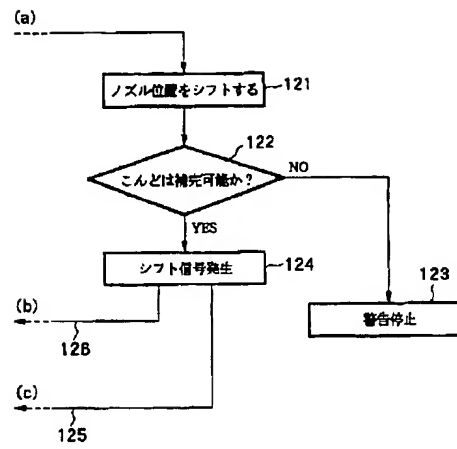 (a)
ノズル位置をシフトする
121
122
こんどは補完可能か?
NO
YES
シフト信号発生
124
123
警告停止
(b)
126
(c)
125